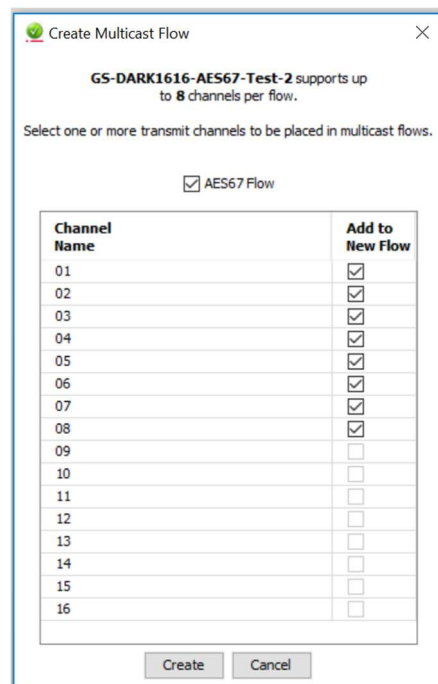 Create Multicast Flow
GS-DARK1616-AES67-Test-2 supports up
to 8 channels per flow.
Select one or more transmit channels to be placed in multicast flows.
AES67 Flow
Channel Name
Add to New Flow
01
02
03
04
05
06
07
08
09
10
11
12
13
14
15
16
Create
Cancel